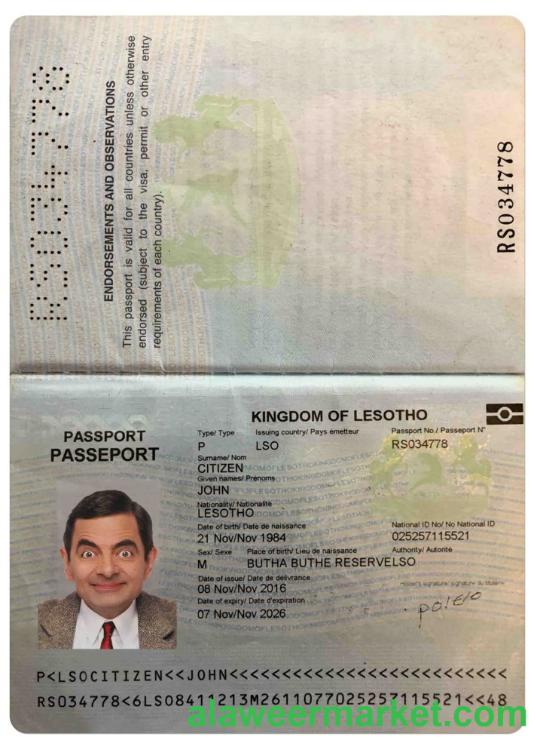 RS034778
ENDORSEMENTS AND OBSERVATIONS
This passport is valid for all countries unless otherwise
endorsed (subject to the visa, permit or other entry
requirements of each country).
RS034778
KINGDOM OF LESOTHO
PASSPORT
PASSEPORT
Type/ Type Issuing country/ Pays emetteur Passport No./ Passeport N°
P LSO RS034778
Surname/ Nom
CITIZEN
Given names/ Prenoms
JOHN
Nationality/ Nationalite
LESOTHO
Date of birth/ Date de naissance National ID No/ No National ID
21 Nov/Nov 1984 025257115521
Sex/ Sexe Place of birth/ Lieu de naissance Authority/ Autorite
M BUTHA BUTHE RESERVELSO
Date of issue/ Date de delivrance Holder's signature/ signature du titulaire
08 Nov/Nov 2016
Date of expiry/ Date d'expiration
07 Nov/Nov 2026
P<LSOCITIZEN<<JOHN<<<<<<<<<<<<<<<<<<<<<<<<<<
RS034778<6LSO8411213M2611077025257115521<<48
alaweermarket.com